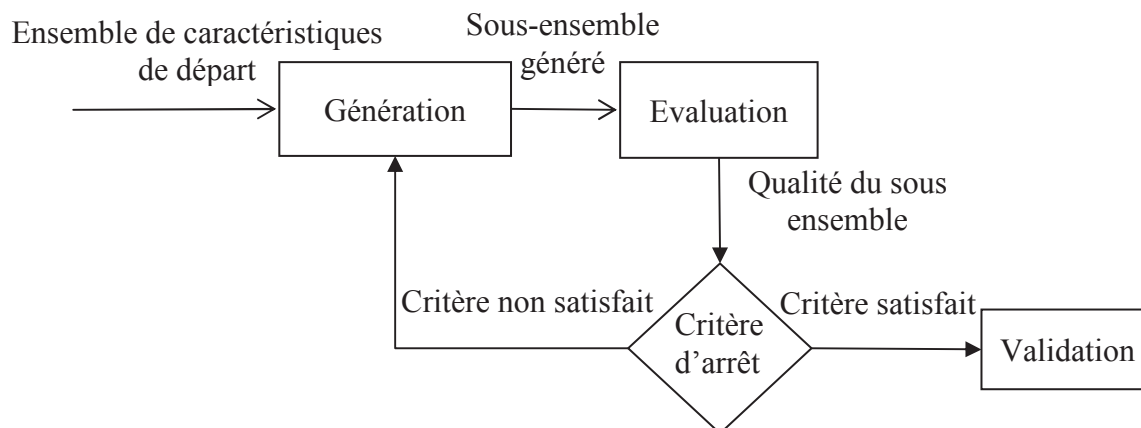 Ensemble de caractéristiques
de départ
Génération
Sous-ensemble
généré
Evaluation
Qualité du sous
ensemble
Critère non satisfait
Critère
d’arrêt
Critère satisfait
Validation